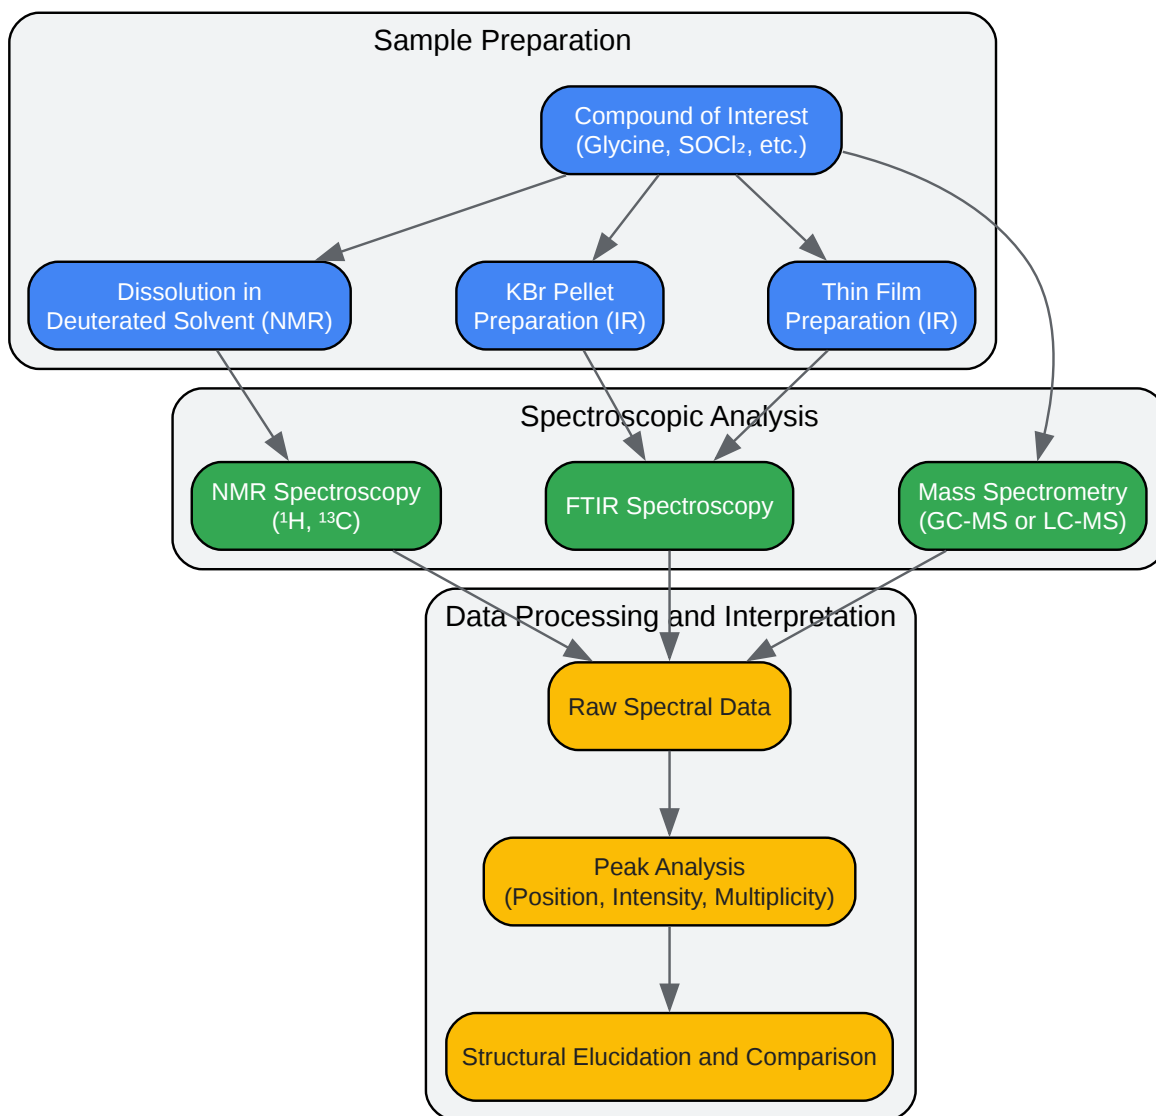 Sample Preparation
Compound of Interest
(Glycine, SOCl₂, etc.)
Dissolution in
Deuterated Solvent (NMR)
KBr Pellet
Preparation (IR)
Thin Film
Preparation (IR)
Spectroscopic Analysis
NMR Spectroscopy
(¹H, ¹³C)
FTIR Spectroscopy
Mass Spectrometry
(GC-MS or LC-MS)
Data Processing and Interpretation
Raw Spectral Data
Peak Analysis
(Position, Intensity, Multiplicity)
Structural Elucidation and Comparison